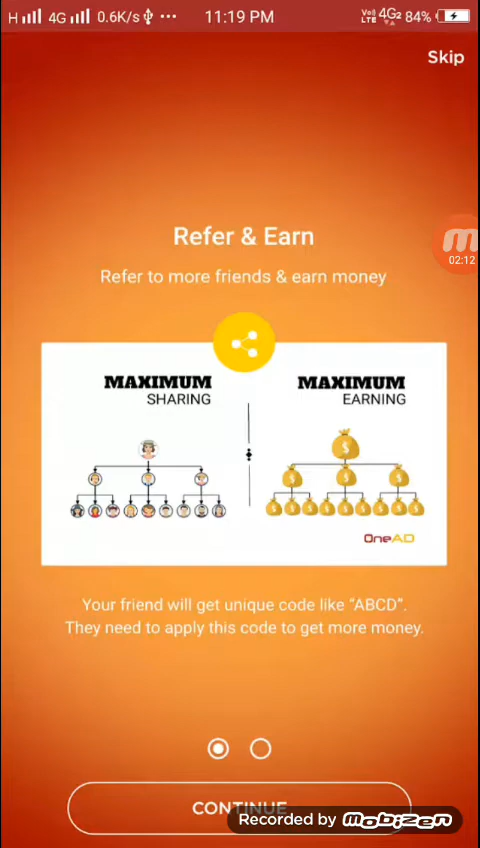 H 4G 0.6K/s ··· 11:19 PM VoLTE 4G2 84%
Skip
02:12
Refer & Earn
Refer to more friends & earn money
MAXIMUM
SHARING
MAXIMUM
EARNING
OneAD
Your friend will get unique code like “ABCD”.
They need to apply this code to get more money.
CONTINUE
Recorded by mobizen